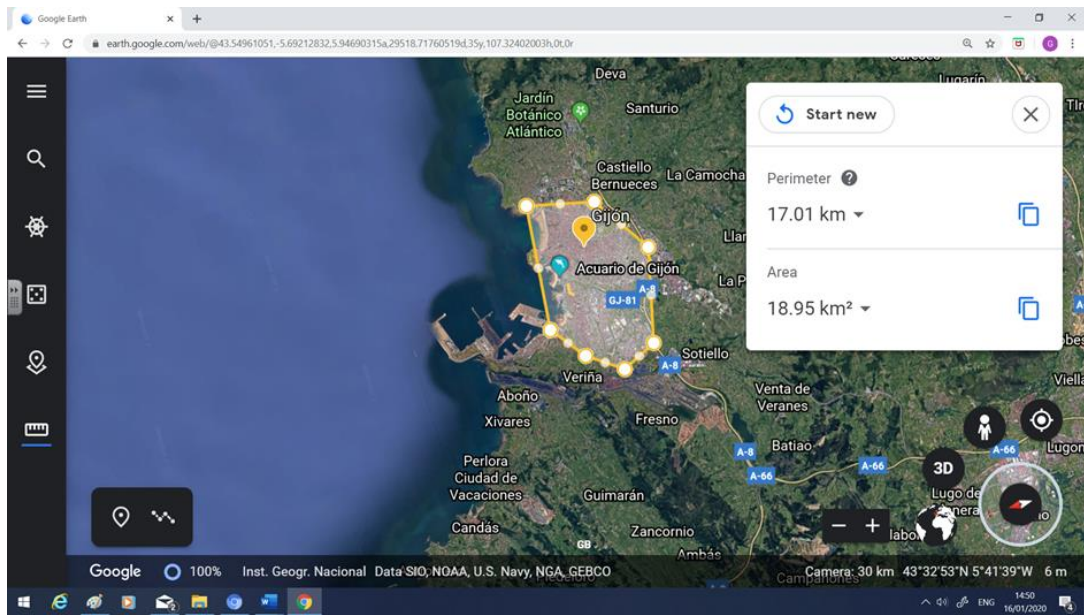 Google Earth
earth.google.com/web/@43.54961051,-5.69212832,5.94690315a,29518.71760519d,35y,107.32402003h,0t,0r
G
Deva
Jardín
Botánico
Atlántico
Santurio
Lugarín
Castiello
Bernueces
La Camocha
Gijón
Acuario de Gijón
GJ-81
A-8
A-8
Sotiello
Veriña
Aboño
Xivares
Fresno
Venta de
Veranes
Batiao
A-8
A-66
A-66
A-66
Perlora
Ciudad de
Vacaciones
Guimarán
Candás
Zancornio
GB
Ambás
Start new
Perimeter ?
17.01 km
Area
18.95 km²
3D
Google 100% Inst. Geogr. Nacional Data SIO, NOAA, U.S. Navy, NGA, GEBCO Camera: 30 km 43°32'53"N 5°41'39"W 6 m
ENG
14:50
16/01/2020